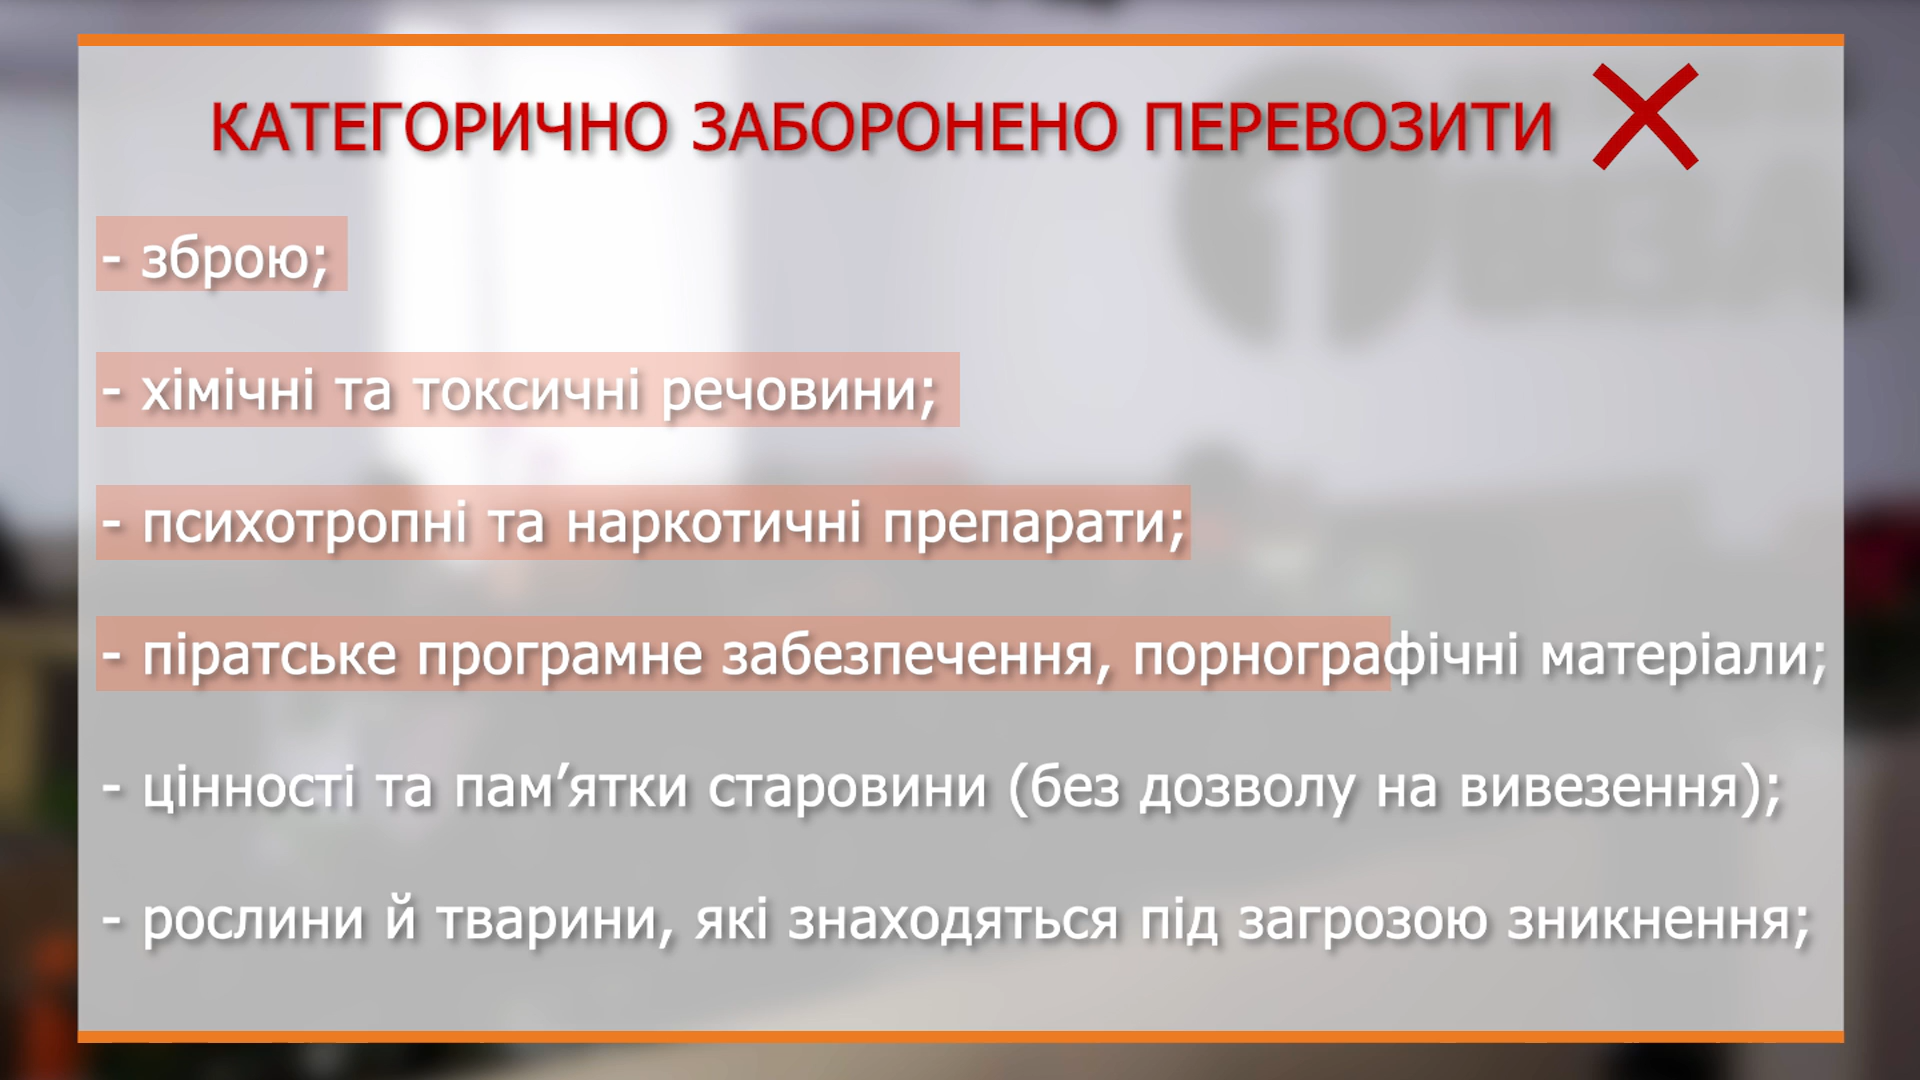 КАТЕГОРИЧНО ЗАБОРОНЕНО ПЕРЕВОЗИТИ
- зброю;
- хімічні та токсичні речовини;
- психотропні та наркотичні препарати;
- піратське програмне забезпечення, порнографічні матеріали;
- цінності та пам’ятки старовини (без дозволу на вивезення);
- рослини й тварини, які знаходяться під загрозою зникнення;